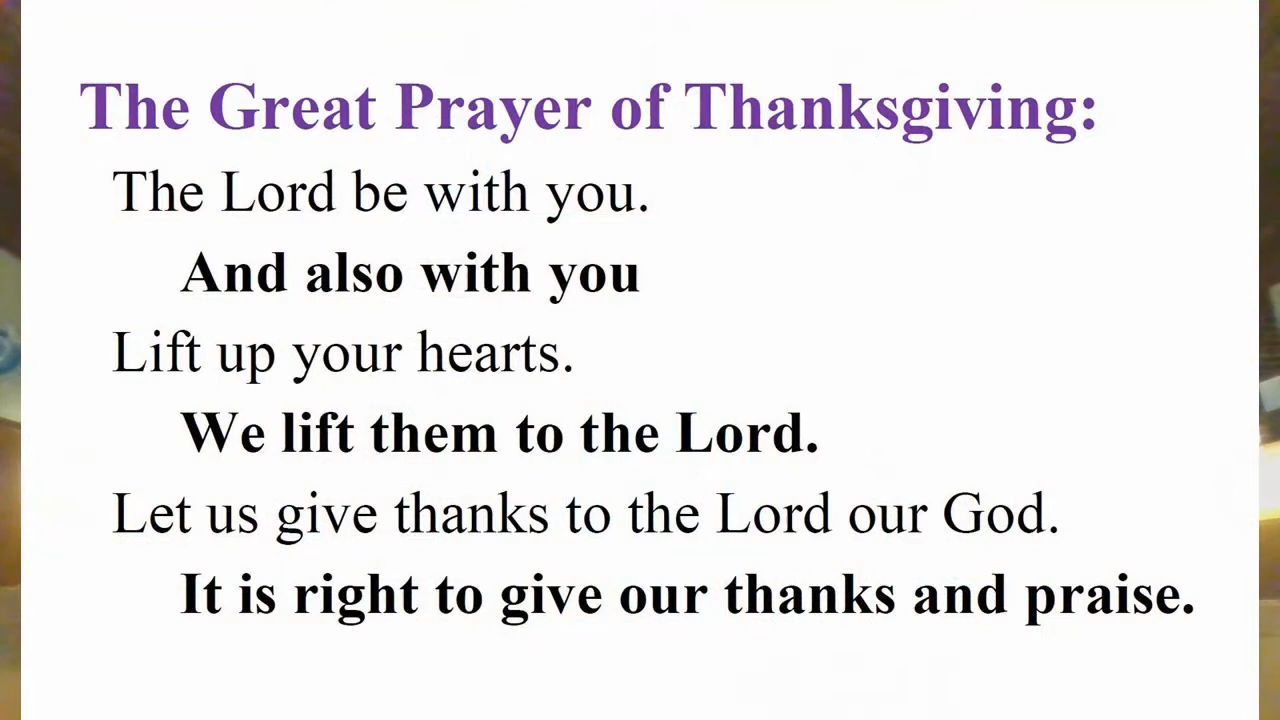 The Great Prayer of Thanksgiving:
The Lord be with you.
And also with you
Lift up your hearts.
We lift them to the Lord.
Let us give thanks to the Lord our God.
It is right to give our thanks and praise.